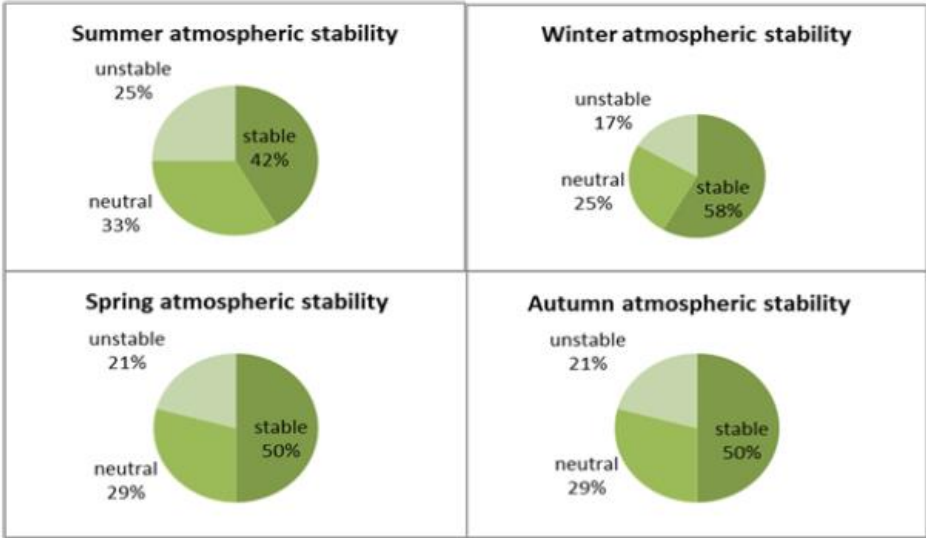 Summer atmospheric stability
unstable
25%
stable
42%
neutral
33%
Winter atmospheric stability
unstable
17%
neutral
25%
stable
58%
Spring atmospheric stability
unstable
21%
stable
50%
neutral
29%
Autumn atmospheric stability
unstable
21%
stable
50%
neutral
29%